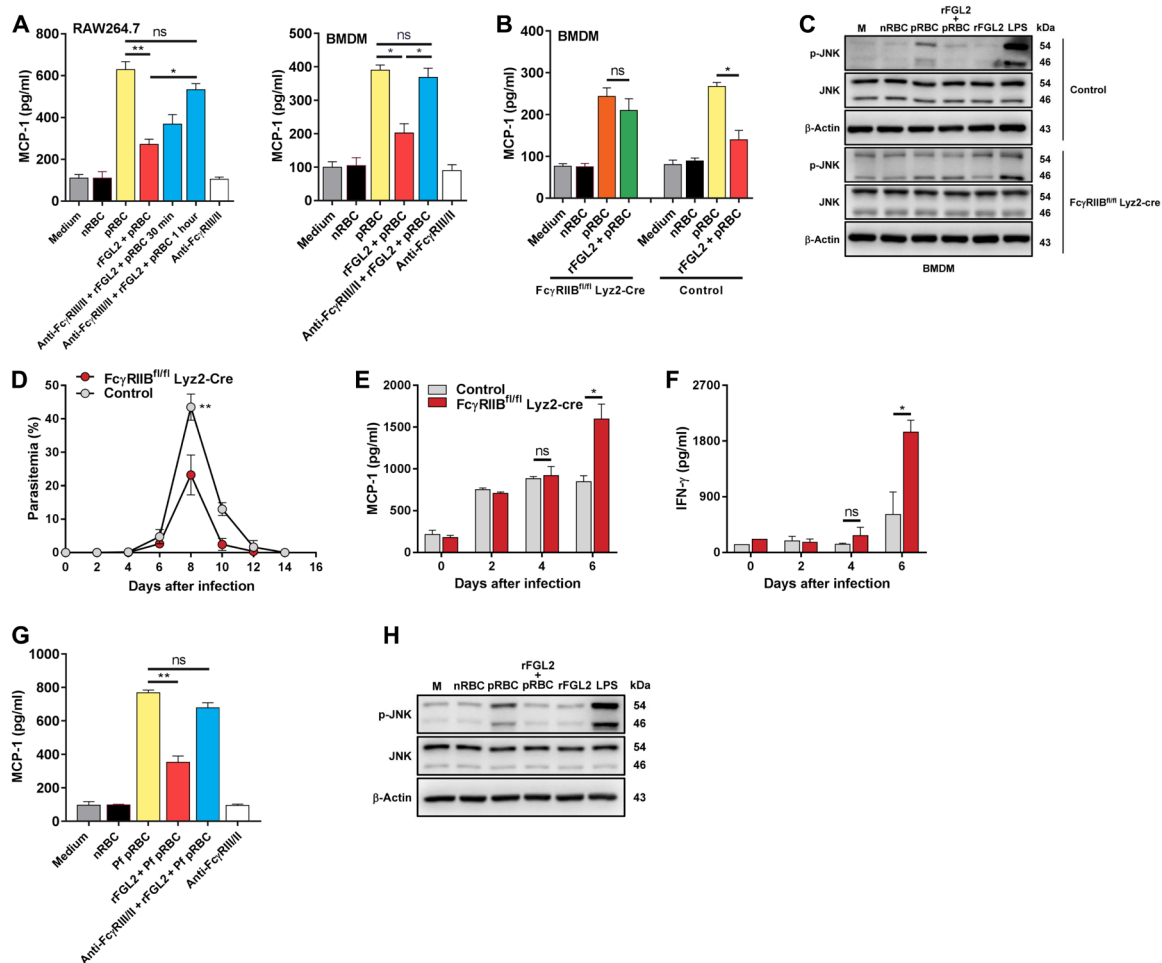 A
RAW264.7
MCP-1 (pg/ml)
800
600
400
200
0
ns
**
*
Medium
nRBC
pRBC
rFGL2 + pRBC
Anti-FcγRIII/II + rFGL2 + pRBC 30 min
Anti-FcγRIII/II + rFGL2 + pRBC 1 hour
Anti-FcγRIII/II
BMDM
MCP-1 (pg/ml)
500
400
300
200
100
0
ns
* *
Medium
nRBC
pRBC
rFGL2 + pRBC
Anti-FcγRIII/II + rFGL2 + pRBC
Anti-FcγRIII/II
B
BMDM
MCP-1 (pg/ml)
400
300
200
100
0
ns
*
Medium
nRBC
pRBC
rFGL2 + pRBC
Medium
nRBC
pRBC
rFGL2 + pRBC
FcγRIIBfl/fl Lyz2-Cre
Control
C
M nRBC pRBC rFGL2 + pRBC rFGL2 LPS kDa
p-JNK 54
46
JNK 54
46
β-Actin 43
Control
p-JNK 54
46
JNK 54
46
β-Actin 43
FcγRIIBfl/fl Lyz2-cre
BMDM
D
FcγRIIBfl/fl Lyz2-Cre
Control
Parasitemia (%)
50
40
30
20
10
0
**
0 2 4 6 8 10 12 14 16
Days after infection
E
Control
FcγRIIBfl/fl Lyz2-cre
MCP-1 (pg/ml)
2000
1500
1000
500
0
ns
*
0 2 4 6
Days after infection
F
IFN-γ (pg/ml)
2700
1800
900
0
ns
*
0 2 4 6
Days after infection
G
MCP-1 (pg/ml)
1000
800
600
400
200
0
ns
**
Medium
nRBC
Pf pRBC
rFGL2 + Pf pRBC
Anti-FcγRIII/II + rFGL2 + Pf pRBC
Anti-FcγRIII/II
H
M nRBC pRBC rFGL2 + pRBC rFGL2 LPS kDa
p-JNK 54
46
JNK 54
46
β-Actin 43